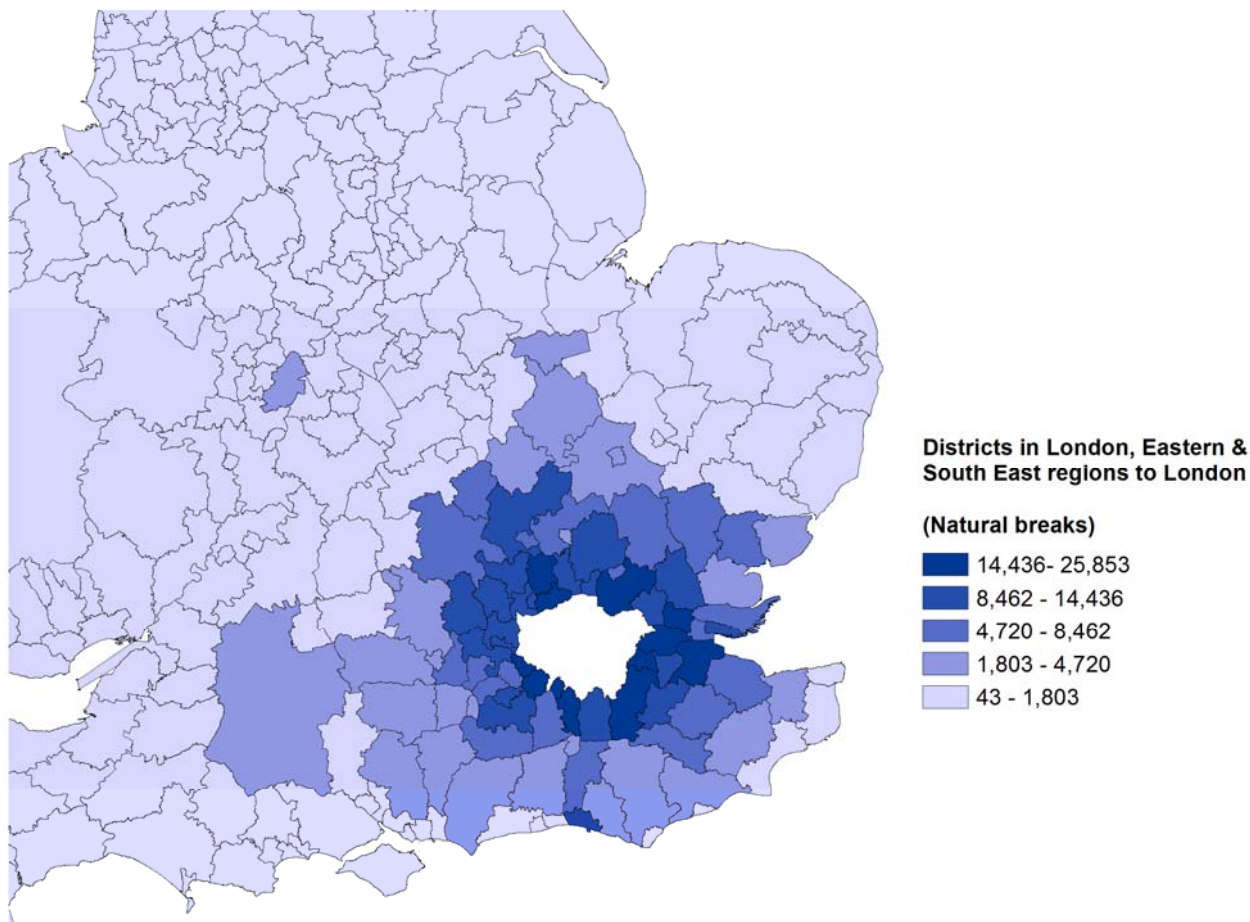 Districts in London, Eastern &
South East regions to London
(Natural breaks)
14,436- 25,853
8,462 - 14,436
4,720 - 8,462
1,803 - 4,720
43 - 1,803